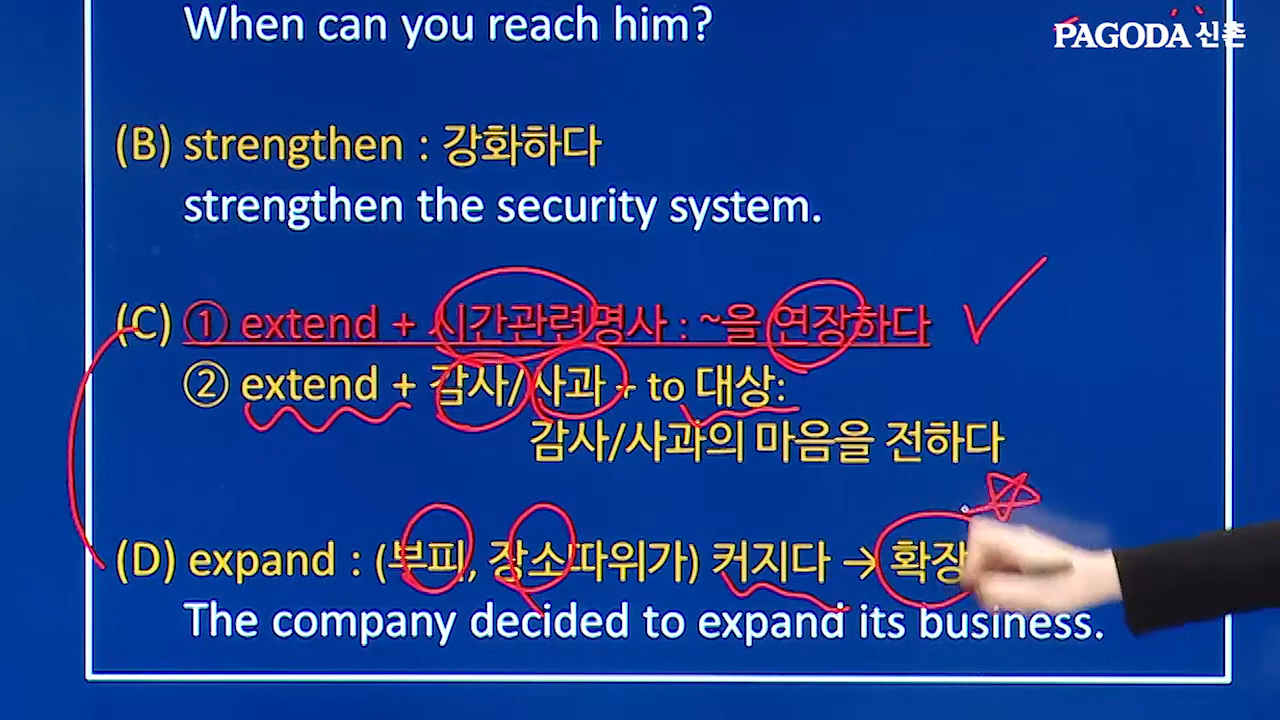 When can you reach him?
PAGODA 신촌
(B) strengthen : 강화하다
strengthen the security system.
(C) ① extend + 시간관련명사 : ~을 연장하다
② extend + 감사/사과 + to 대상:
감사/사과의 마음을 전하다
(D) expand : (부피, 장소따위가) 커지다 → 확장
The company decided to expand its business.